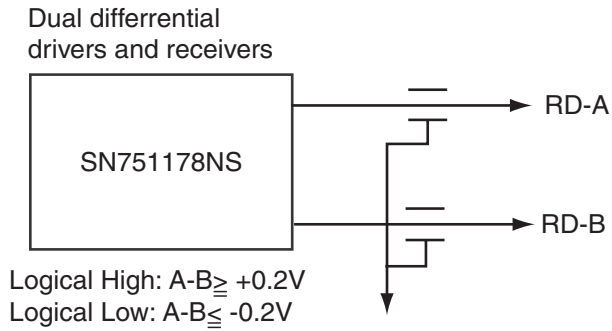 Dual differrential
drivers and receivers
SN751178NS
RD-A
RD-B
Logical High: A-B≧ +0.2V
Logical Low: A-B≦ -0.2V